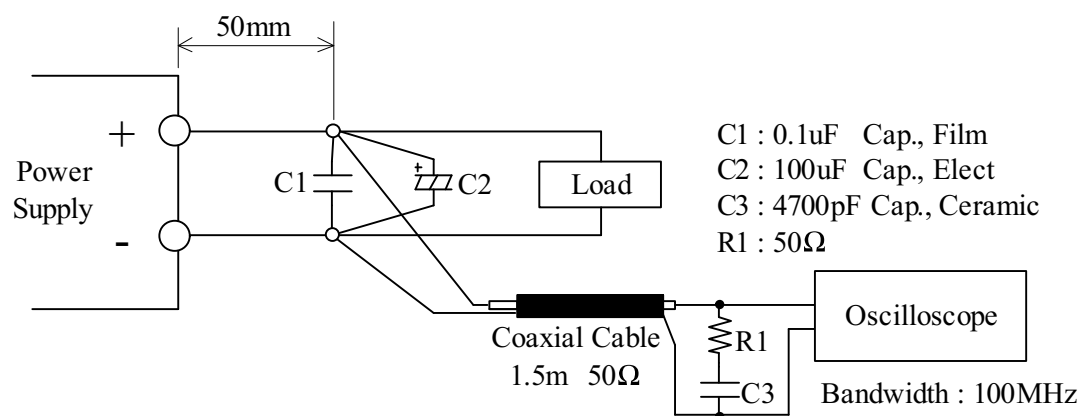 50mm
+
-
Power
Supply
C1
+
C2
Load
C1 : 0.1uF Cap., Film
C2 : 100uF Cap., Elect
C3 : 4700pF Cap., Ceramic
R1 : 50Ω
Coaxial Cable
1.5m 50Ω
R1
C3
Oscilloscope
Bandwidth : 100MHz